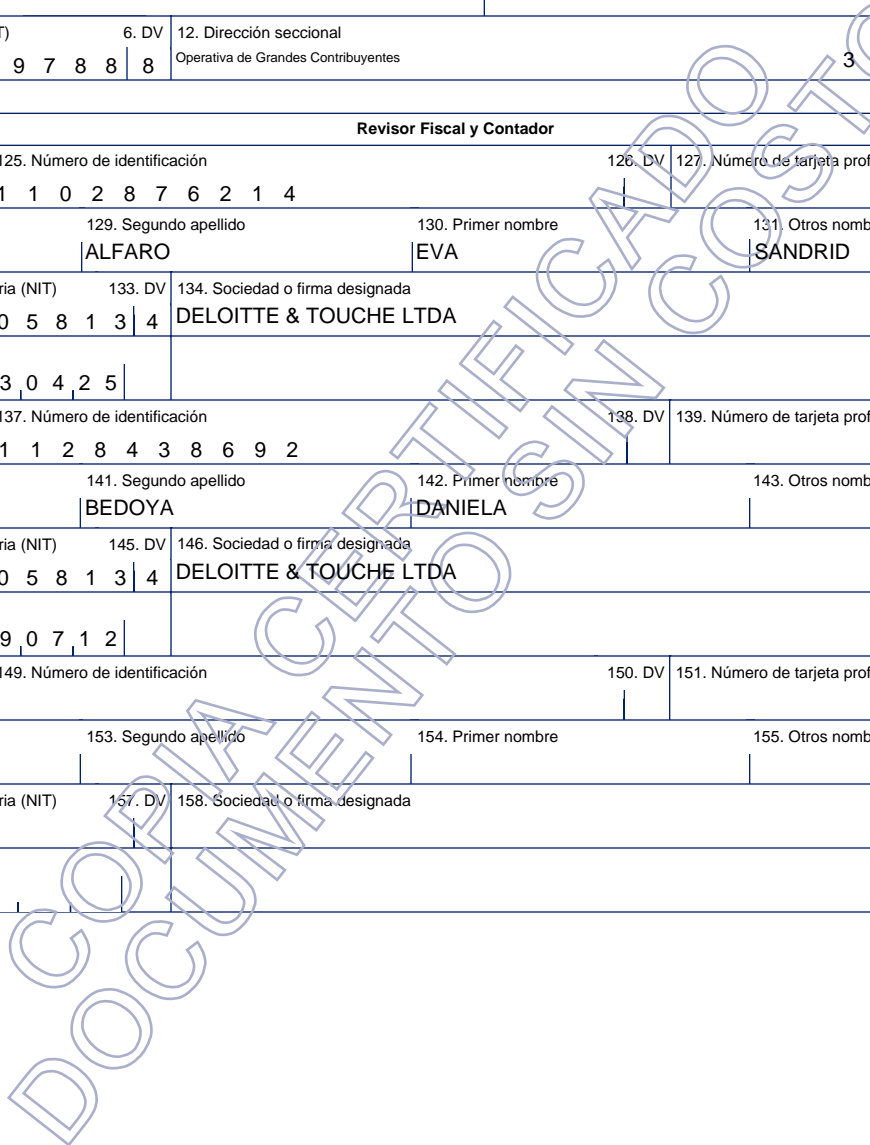 T) 6. DV 12. Dirección seccional
9 7 8 8 8 Operativa de Grandes Contribuyentes 3
Revisor Fiscal y Contador
125. Número de identificación 126. DV 127. Número de tarjeta prof
1 1 0 2 8 7 6 2 1 4
129. Segundo apellido 130. Primer nombre 131. Otros nomb
ALFARO EVA SANDRID
ria (NIT) 133. DV 134. Sociedad o firma designada
0 5 8 1 3 4 DELOITTE & TOUCHE LTDA
3 0 4 2 5
137. Número de identificación 138. DV 139. Número de tarjeta prof
1 1 2 8 4 3 8 6 9 2
141. Segundo apellido 142. Primer nombre 143. Otros nomb
BEDOYA DANIELA
ria (NIT) 145. DV 146. Sociedad o firma designada
0 5 8 1 3 4 DELOITTE & TOUCHE LTDA
9 0 7 1 2
149. Número de identificación 150. DV 151. Número de tarjeta prof
153. Segundo apellido 154. Primer nombre 155. Otros nomb
ria (NIT) 157. DV 158. Sociedad o firma designada
COPIA CERTIFICADO
DOCUMENTO SIN COSTO